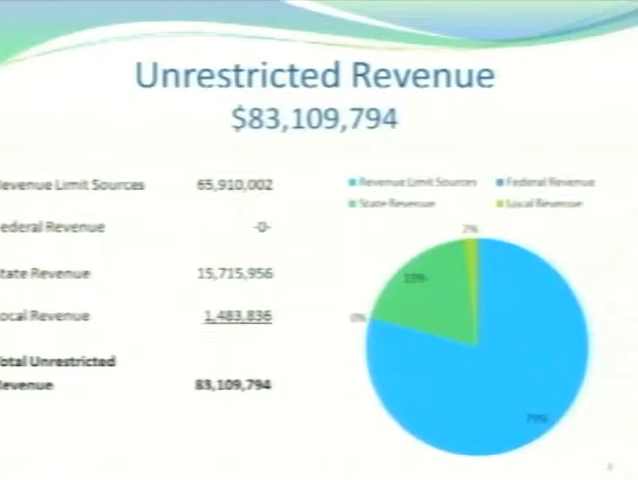 Unrestricted Revenue
$83,109,794
evenue Limit Sources 65,910,002
ederal Revenue -0-
tate Revenue 15,715,956
ocal Revenue 1,483,836
otal Unrestricted
evenue 83,109,794
Revenue Limit Sources Federal Revenue
State Revenue Local Revenue
2%
19%
0%
79%